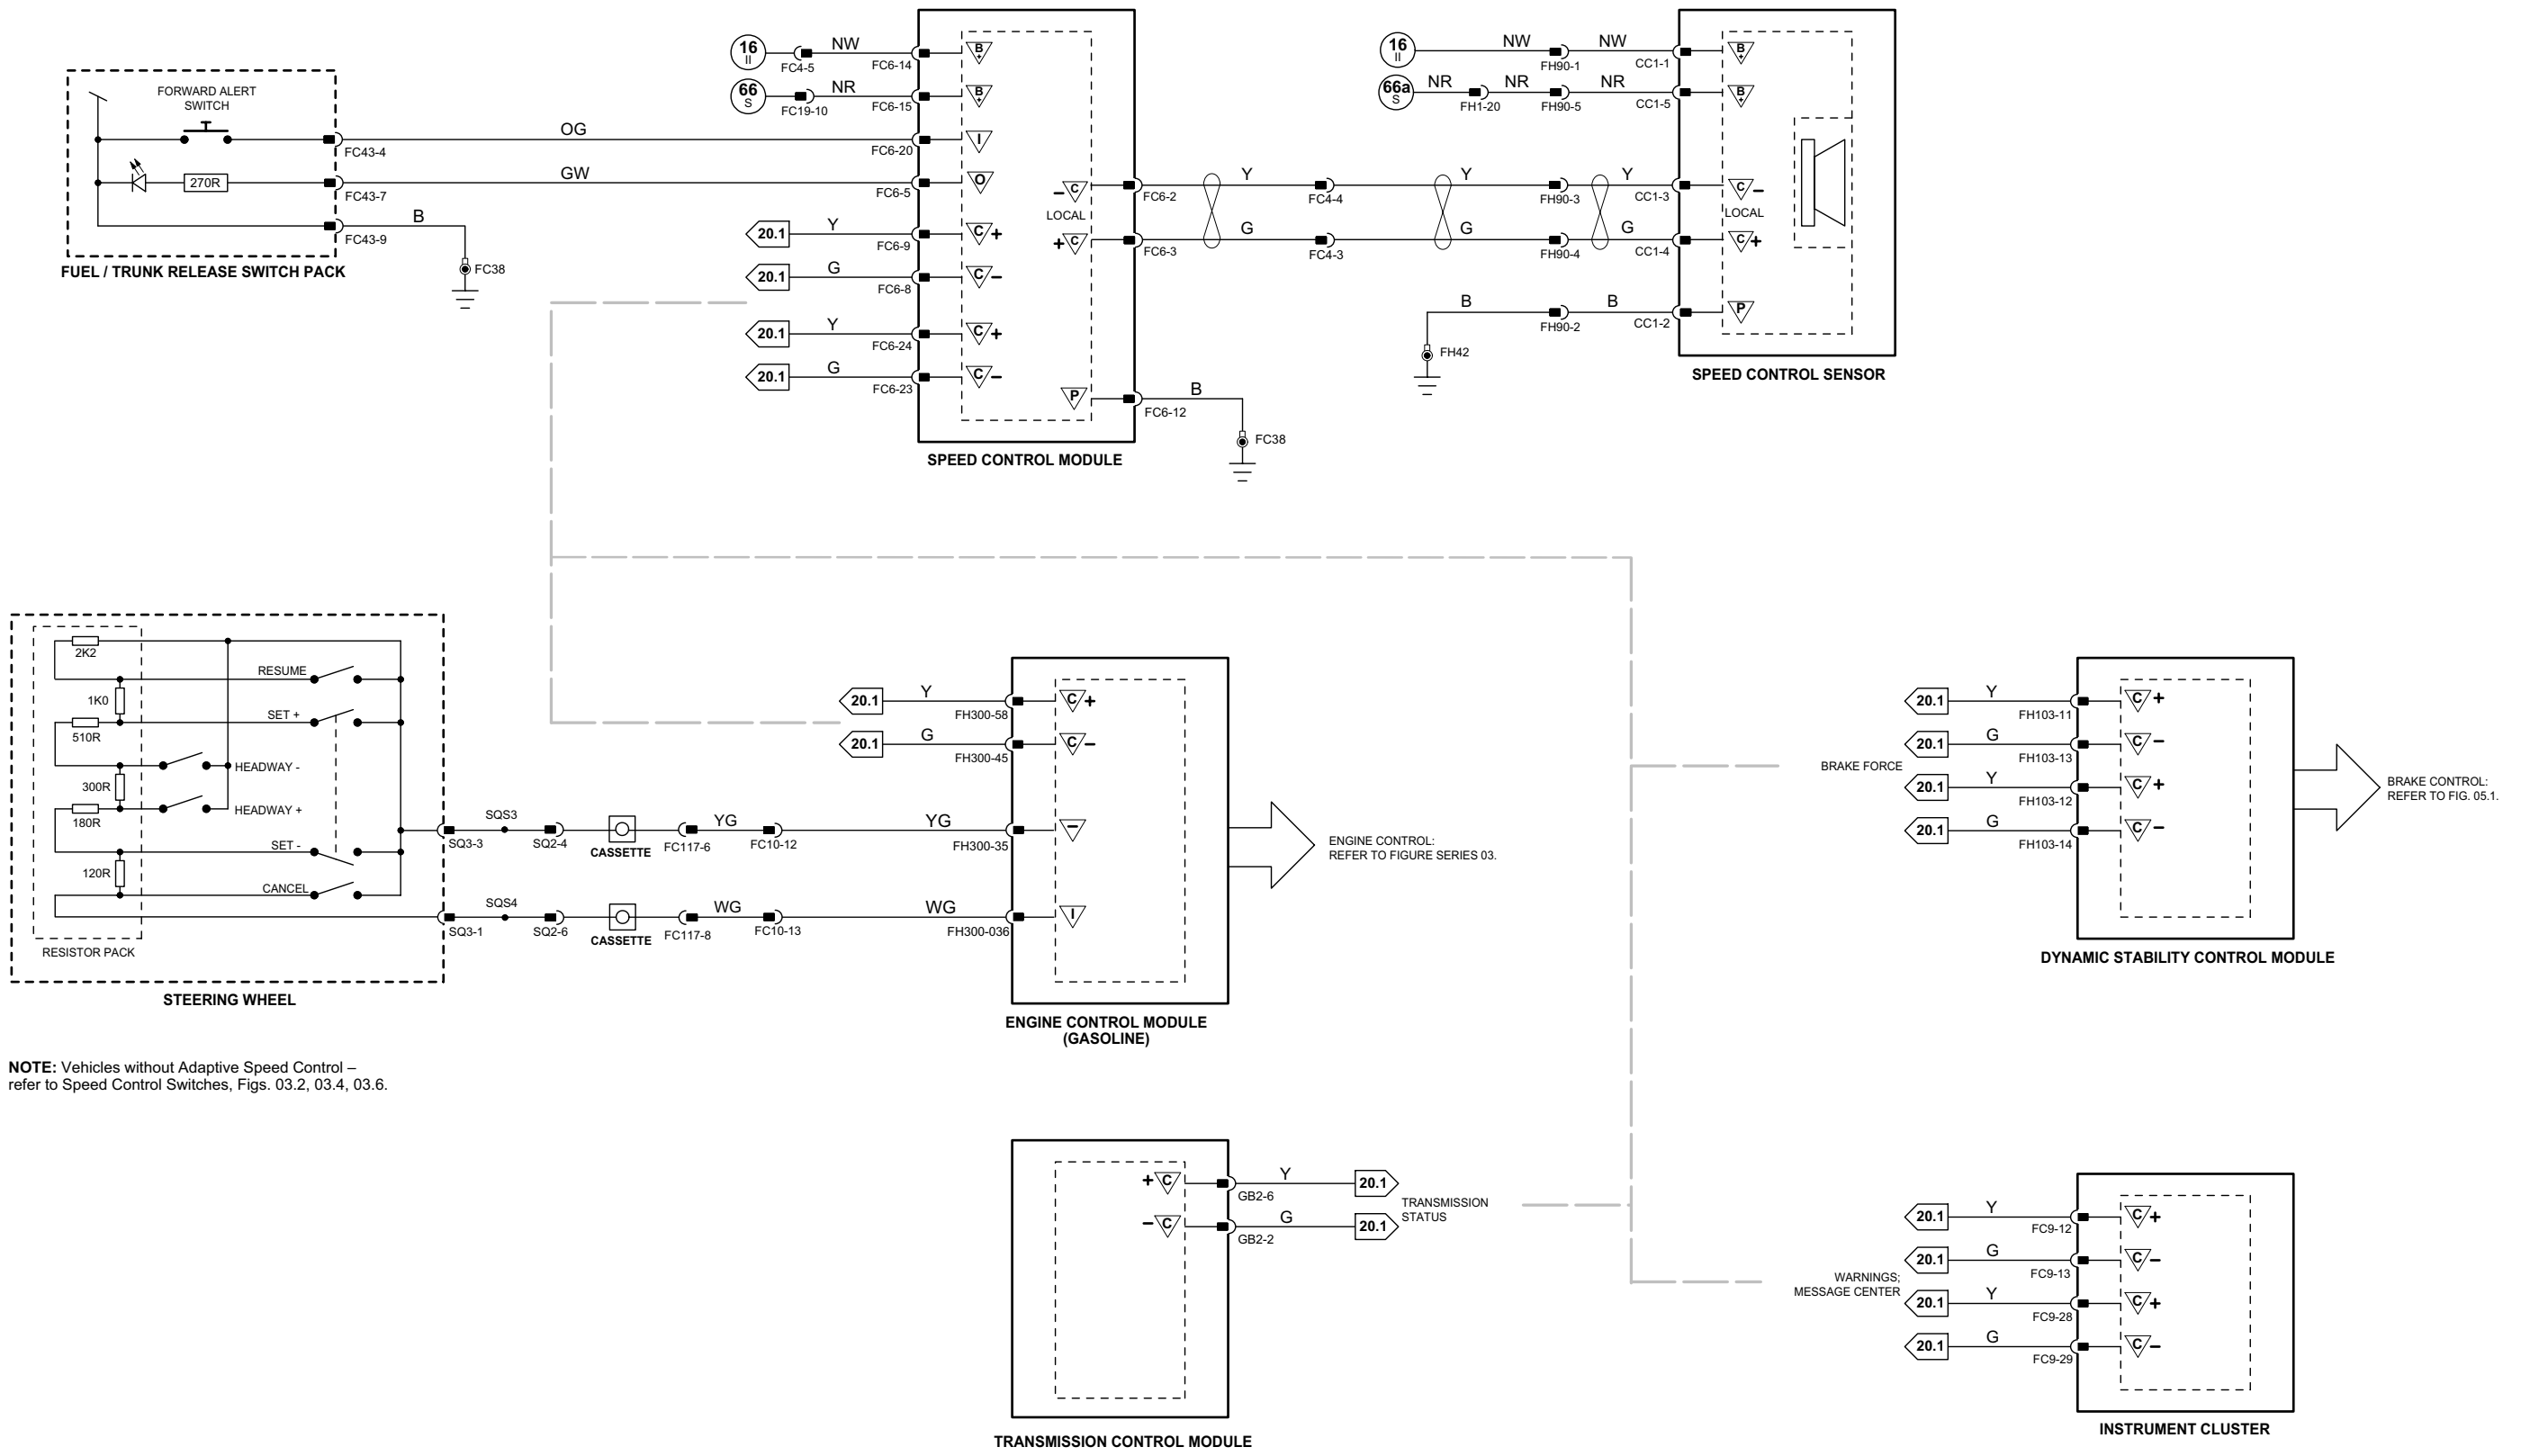 FORWARD ALERT
SWITCH
270R
FC43-4
FC43-7
FC43-9
OG
GW
B
FC38
FUEL / TRUNK RELEASE SWITCH PACK
16
II
FC4-5
NW
FC6-14
66
S
FC19-10
NR
FC6-15
FC6-20
FC6-5
20.1
Y
FC6-9
20.1
G
FC6-8
20.1
Y
FC6-24
20.1
G
FC6-23
B
+
B
+
I
O
C +
C –
C +
C –
– C
LOCAL
+ C
P
FC6-2
FC6-3
FC6-12
B
FC38
SPEED CONTROL MODULE
Y
FC4-4
Y
FH90-3
Y
CC1-3
G
FC4-3
G
FH90-4
G
CC1-4
16
II
NW
FH90-1
NW
CC1-1
66a
S
NR
FH1-20
NR
FH90-5
NR
CC1-5
B
FH90-2
B
CC1-2
FH42
B
+
B
+
C –
LOCAL
C +
P
SPEED CONTROL SENSOR
2K2
RESUME
1K0
SET +
510R
HEADWAY -
300R
HEADWAY +
180R
SET -
120R
CANCEL
RESISTOR PACK
STEERING WHEEL
SQ3-3
SQS3
SQ2-4
CASSETTE
FC117-6
YG
FC10-12
YG
FH300-35
SQ3-1
SQS4
SQ2-6
CASSETTE
FC117-8
WG
FC10-13
WG
FH300-036
20.1
Y
FH300-58
20.1
G
FH300-45
C +
C –
–
I
ENGINE CONTROL:
REFER TO FIGURE SERIES 03.
ENGINE CONTROL MODULE
(GASOLINE)
BRAKE FORCE
20.1
Y
FH103-11
20.1
G
FH103-13
20.1
Y
FH103-12
20.1
G
FH103-14
C +
C –
C +
C –
BRAKE CONTROL:
REFER TO FIG. 05.1.
DYNAMIC STABILITY CONTROL MODULE
NOTE: Vehicles without Adaptive Speed Control –
refer to Speed Control Switches, Figs. 03.2, 03.4, 03.6.
+ C
– C
GB2-6
Y
20.1
GB2-2
G
20.1
TRANSMISSION
STATUS
TRANSMISSION CONTROL MODULE
WARNINGS;
MESSAGE CENTER
20.1
Y
FC9-12
20.1
G
FC9-13
20.1
Y
FC9-28
20.1
G
FC9-29
C +
C –
C +
C –
INSTRUMENT CLUSTER